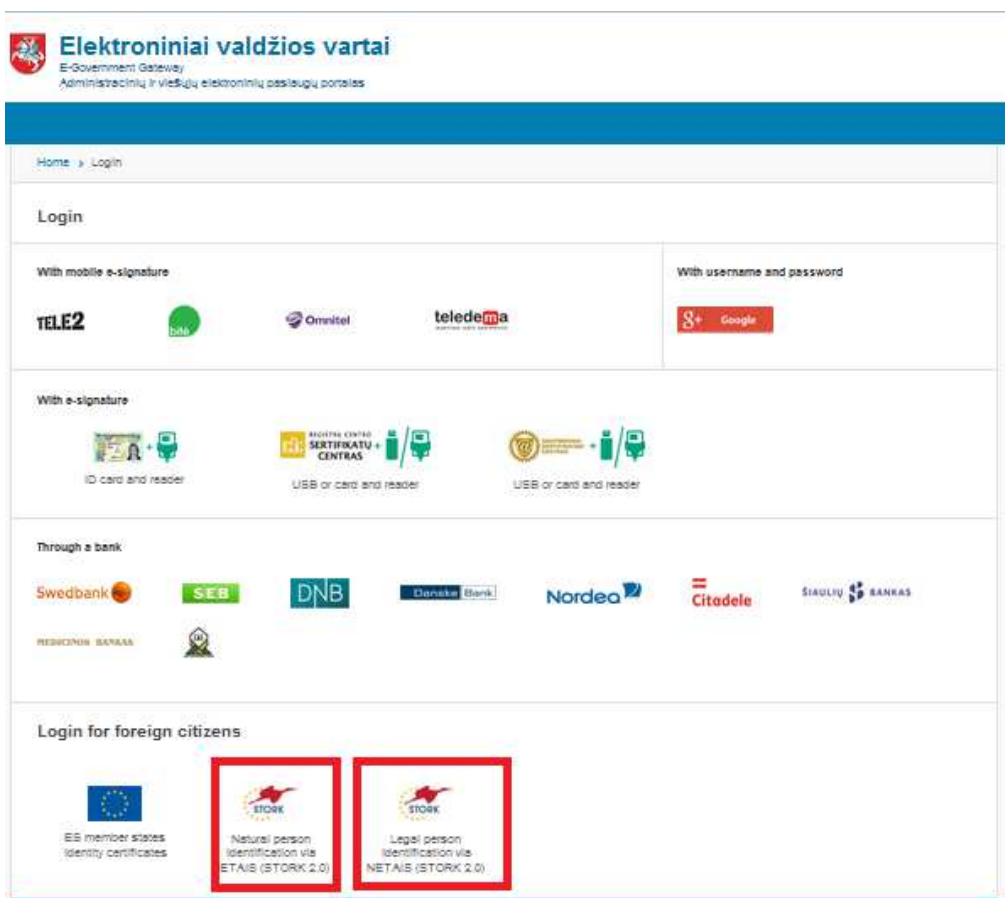 Elektroniniai valdžios vartai
E-Government Gateway
Administracinių ir viešųjų elektroninių paslaugų portalas
Home › Login
Login
With mobile e-signature
With username and password
TELE2
bitė
Omnitel
teledema
g+ Google
With e-signature
REGISTRŲ CENTRO
SERTIFIKATŲ
CENTRAS
+
/
ID card and reader
USB or card and reader
USB or card and reader
Through a bank
Swedbank
SEB
DNB
Danske Bank
Nordea
Citadele
ŠIAULIŲ BANKAS
MEDICINOS BANKAS
Login for foreign citizens
STORK
STORK
ES member states
identity certificates
Natural person
identification via
ETAIS (STORK 2.0)
Legal person
identification via
NETAIS (STORK 2.0)